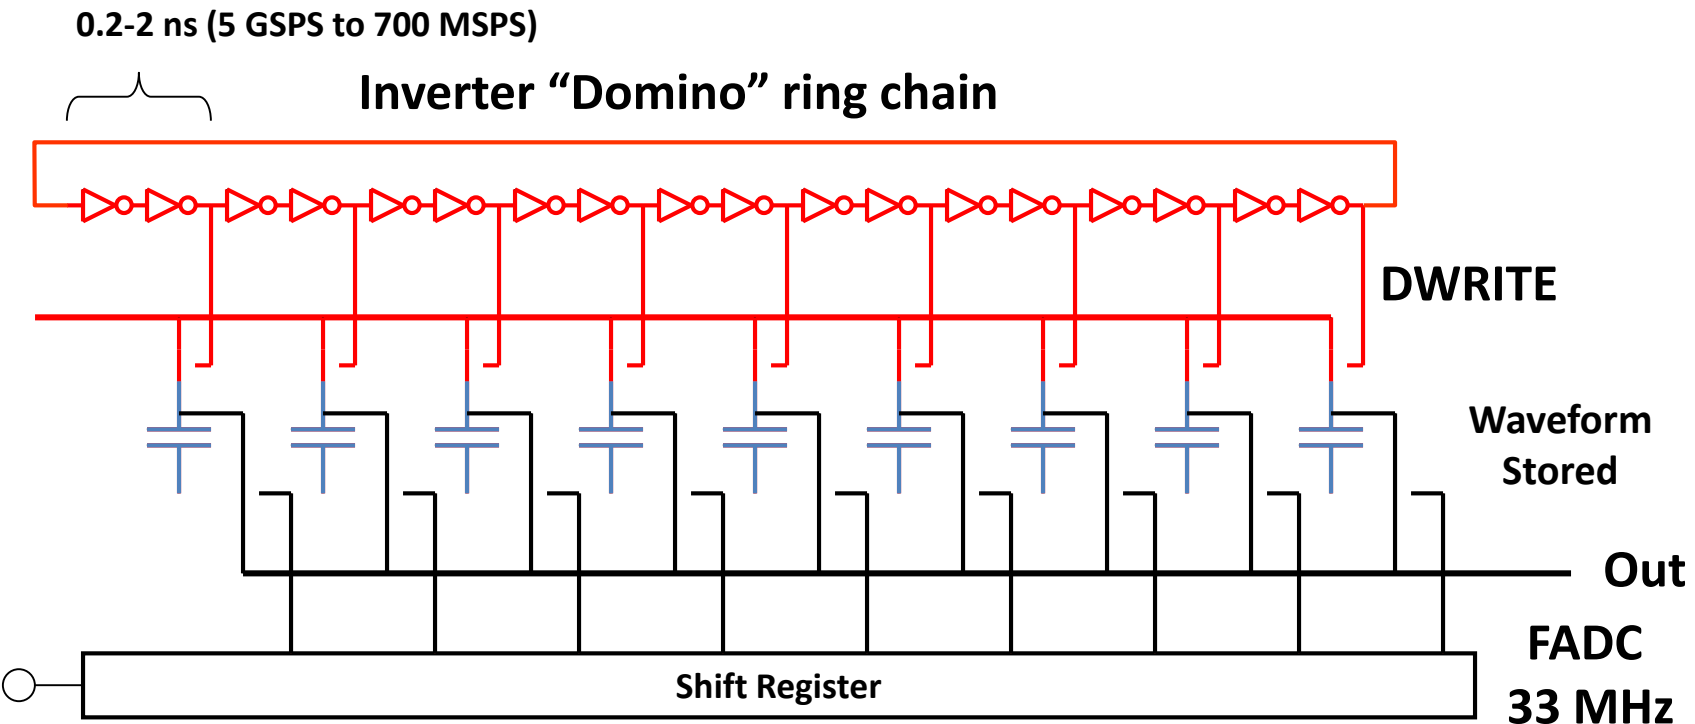 0.2-2 ns (5 GSPS to 700 MSPS)
Inverter “Domino” ring chain
DWRITE
Waveform
Stored
Out
FADC
33 MHz
Shift Register